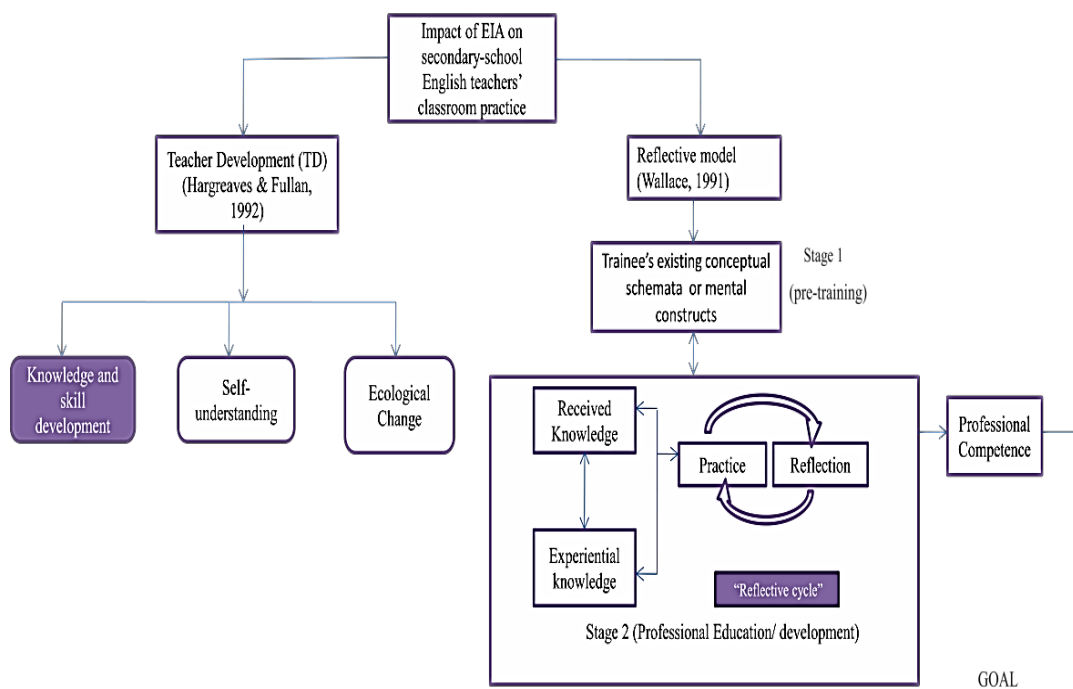 Impact of EIA on
secondary-school
English teachers’
classroom practice
Teacher Development (TD)
(Hargreaves & Fullan,
1992)
Reflective model
(Wallace, 1991)
Trainee’s existing conceptual
schemata or mental
constructs
Stage 1
(pre-training)
Knowledge and
skill development
Self-
understanding
Ecological
Change
Received
Knowledge
Practice
Reflection
Experiential
knowledge
“Reflective cycle”
Stage 2 (Professional Education/ development)
Professional
Competence
GOAL